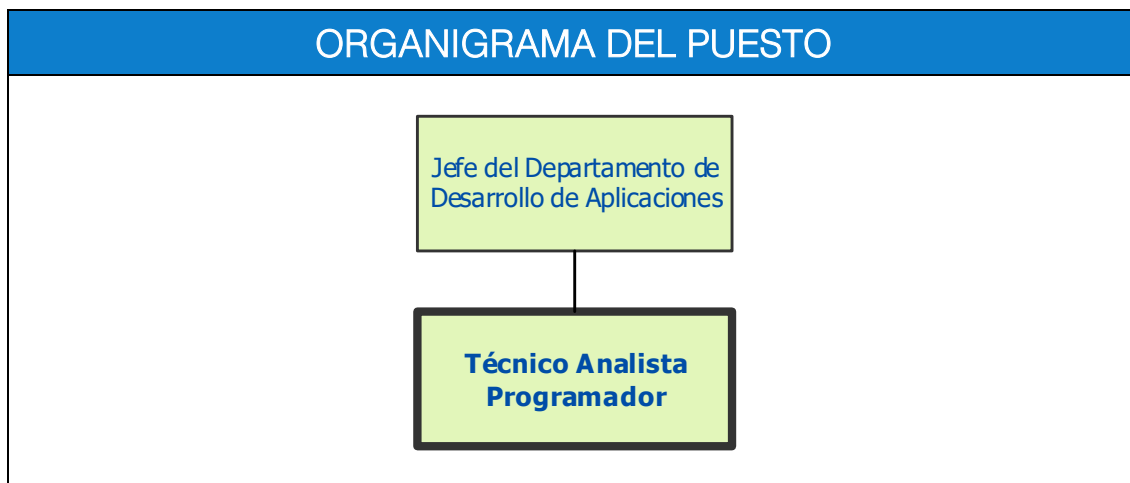 ORGANIGRAMA DEL PUESTO
Jefe del Departamento de
Desarrollo de Aplicaciones
Técnico Analista
Programador